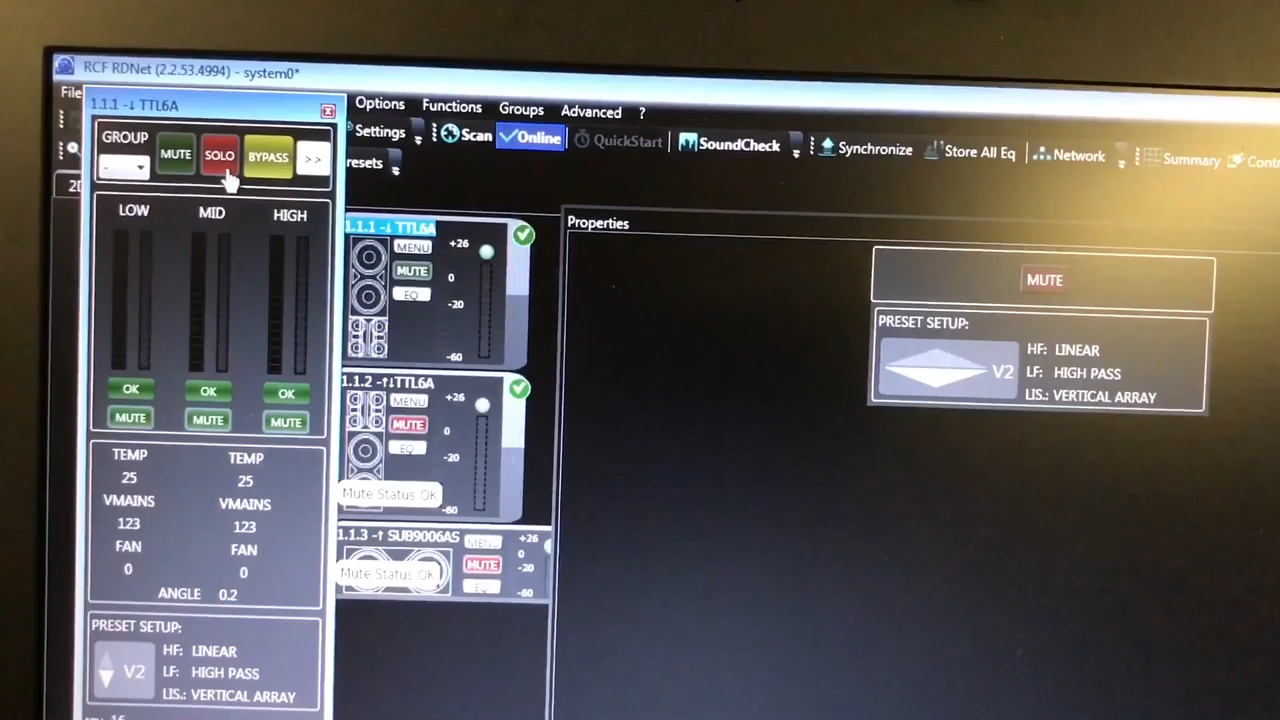 RCF RDNet (2.2.53.4994) - system0*
File
Options Functions Groups Advanced ?
Settings Scan Online QuickStart SoundCheck Synchronize Store All Eq Network Summary
1.1.1 -↓ TTL6A
GROUP
-
MUTE SOLO BYPASS >>
LOW MID HIGH
OK OK OK
MUTE MUTE MUTE
TEMP TEMP
25 25
VMAINS VMAINS
123 123
FAN FAN
0 0
ANGLE 0.2
PRESET SETUP:
V2
HF: LINEAR
LF: HIGH PASS
LIS.: VERTICAL ARRAY
1.1.1 -↓ TTL6A
MENU
MUTE
EQ
+26
0
-20
-60
1.1.2 -↑↓TTL6A
MENU
MUTE
EQ
+26
0
-20
-60
Mute Status OK
1.1.3 -↑ SUB9006AS
MENU
MUTE
EQ
+26
0
-20
-60
Mute Status OK
Properties
MUTE
PRESET SETUP:
V2
HF: LINEAR
LF: HIGH PASS
LIS.: VERTICAL ARRAY